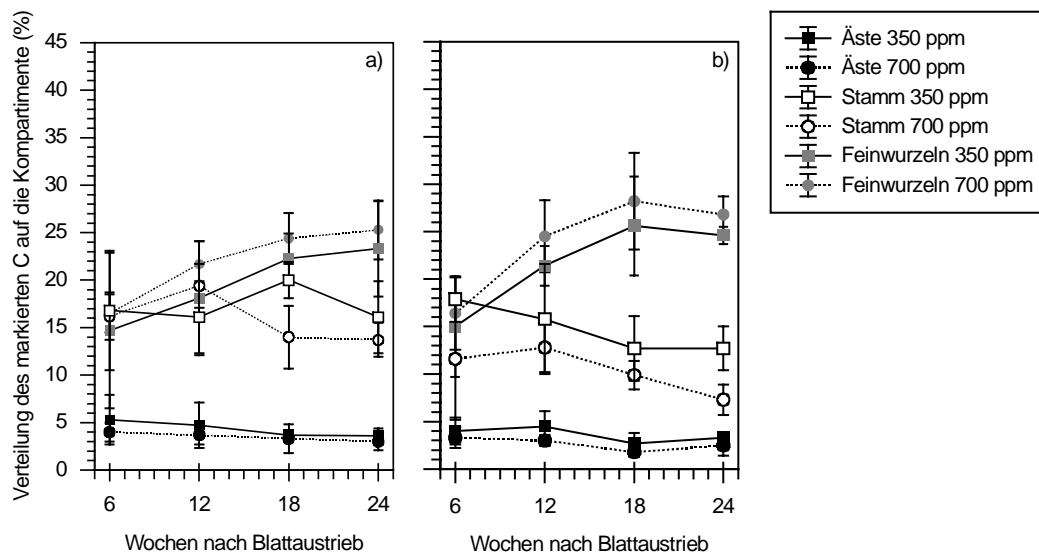 Verteilung des markierten C auf die Kompartimente (%)
45
40
35
30
25
20
15
10
5
0
a)
b)
6 12 18 24
6 12 18 24
Wochen nach Blattaustrieb
Wochen nach Blattaustrieb
Äste 350 ppm
Äste 700 ppm
Stamm 350 ppm
Stamm 700 ppm
Feinwurzeln 350 ppm
Feinwurzeln 700 ppm